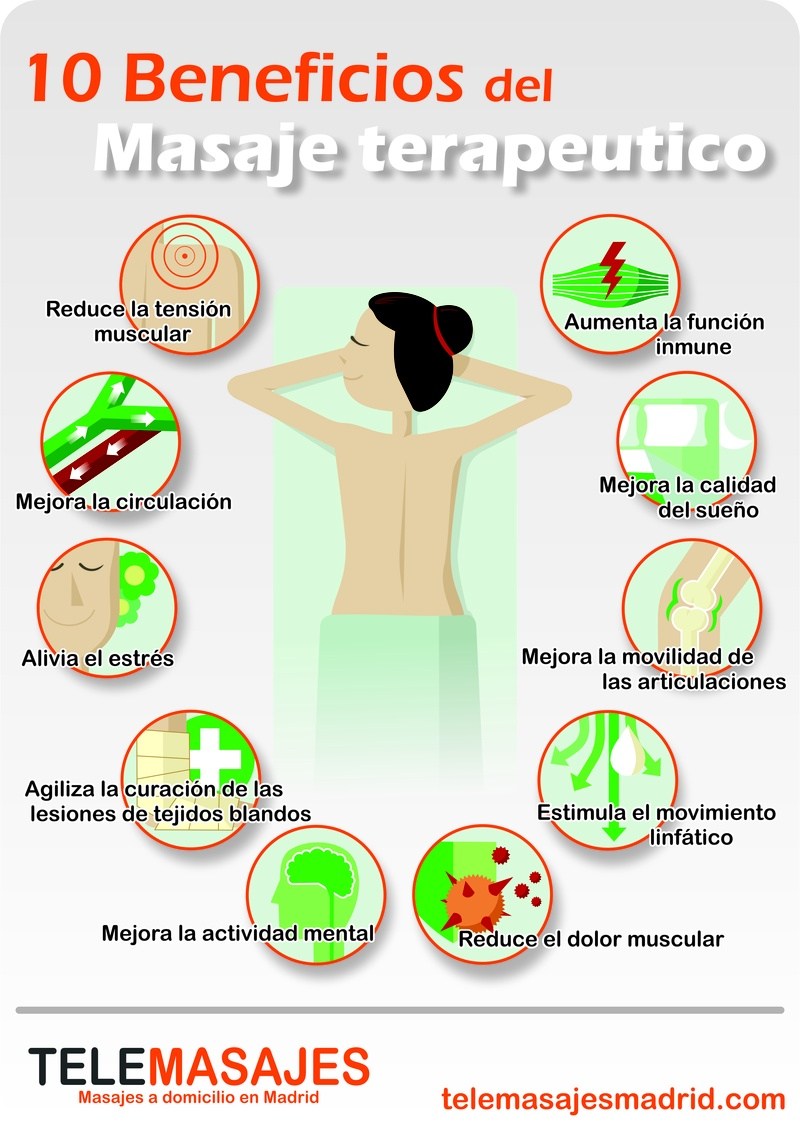 10 Beneficios del
Masaje terapeutico
Reduce la tensión
muscular
Aumenta la función
inmune
Mejora la circulación
Mejora la calidad
del sueño
Alivia el estrés
Mejora la movilidad de
las articulaciones
Agiliza la curación de las
lesiones de tejidos blandos
Estimula el movimiento
linfático
Mejora la actividad mental
Reduce el dolor muscular
TELEMASAJES
Masajes a domicilio en Madrid
telemasajesmadrid.com